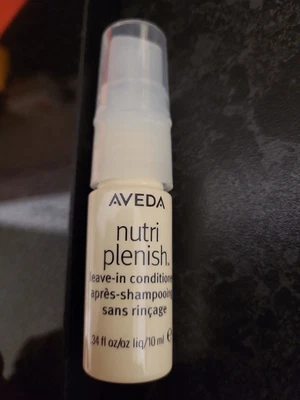 AVEDA
nutri
plenish.
leave-in conditioner
après-shampooing
sans rinçage
.34 fl oz/oz liq/10 ml e